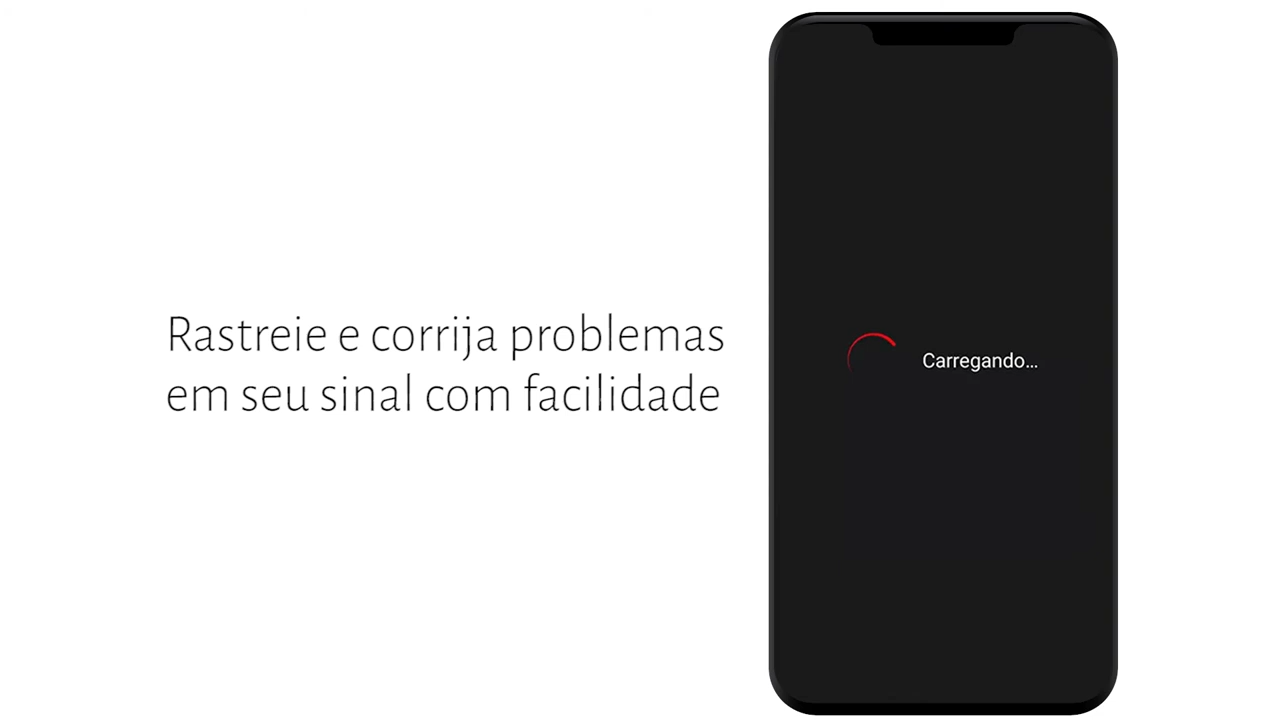 Rastreie e corrija problemas
em seu sinal com facilidade
Carregando...